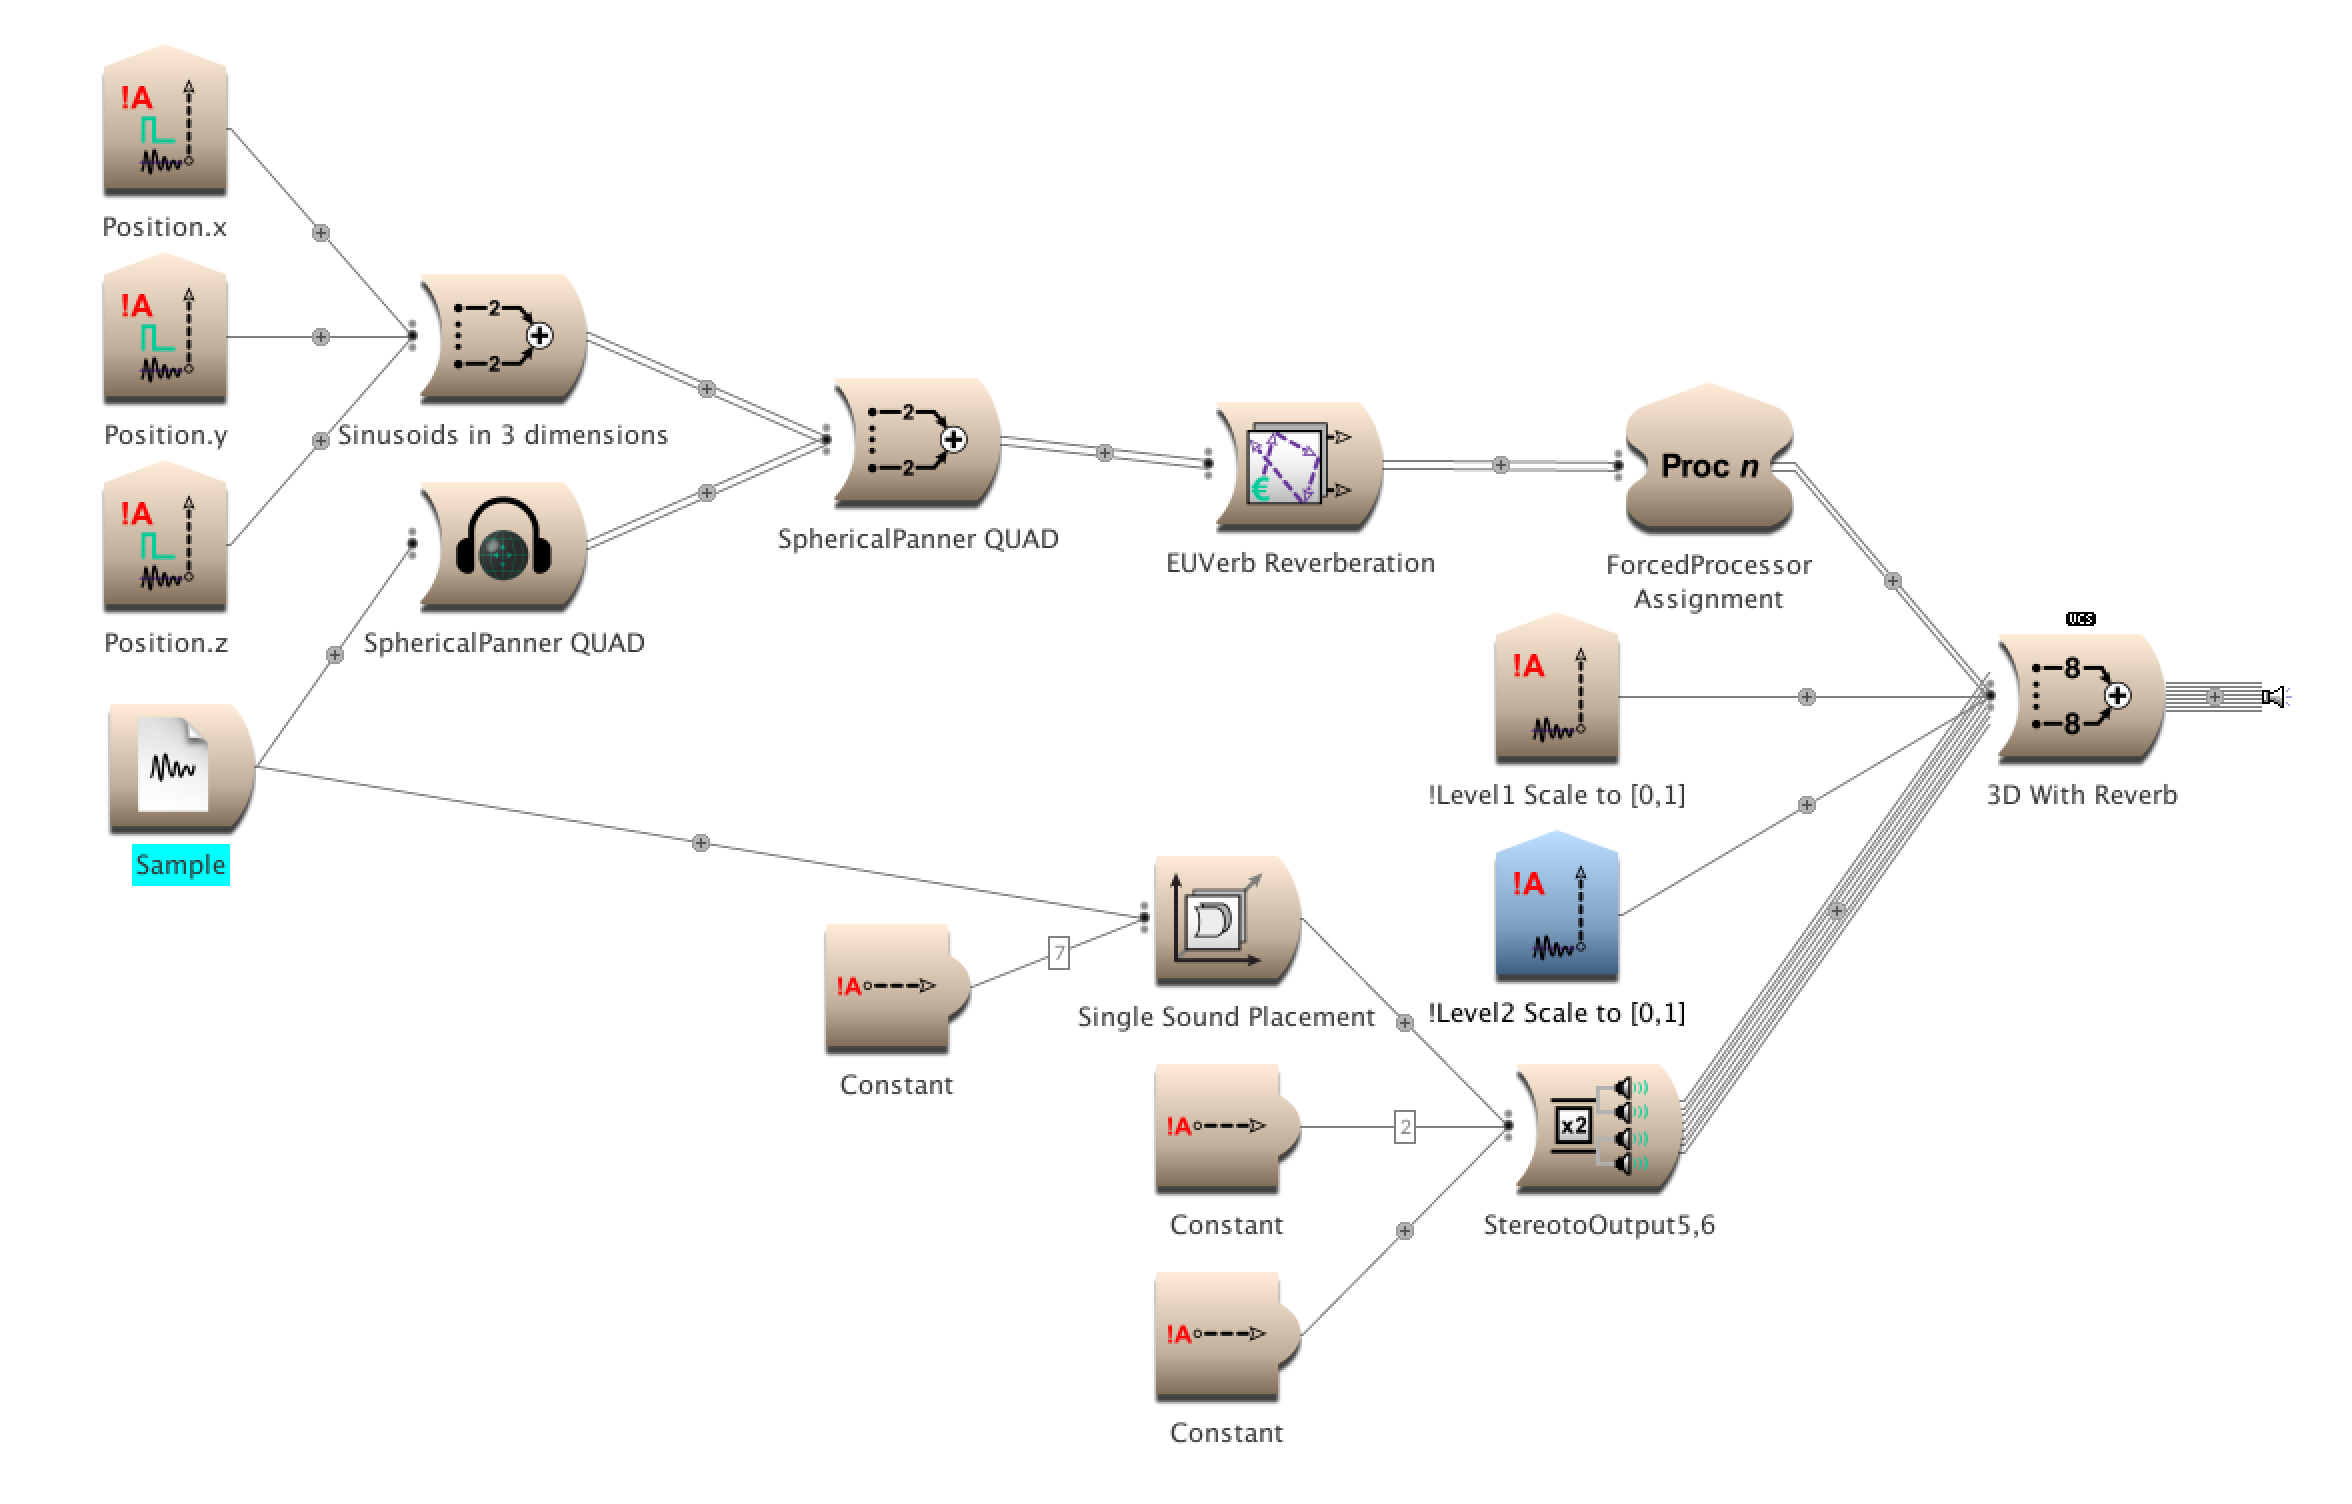 !A
Position.x
!A
Position.y
!A
Position.z
2
2
Sinusoids in 3 dimensions
SphericalPanner QUAD
2
2
SphericalPanner QUAD
€
EUVerb Reverberation
Proc n
ForcedProcessor
Assignment
!A
!Level1 Scale to [0,1]
8
8
3D With Reverb
Sample
!A
Constant
7
Single Sound Placement
!A
!Level2 Scale to [0,1]
!A
Constant
2
x2
StereotoOutput5,6
!A
Constant